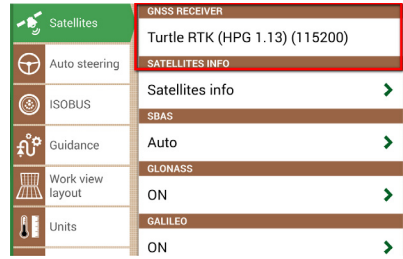 Satellites
Auto steering
ISOBUS
Guidance
Work view
layout
Units
GNSS RECEIVER
Turtle RTK (HPG 1.13) (115200)
SATELLITES INFO
Satellites info
SBAS
Auto
GLONASS
ON
GALILEO
ON